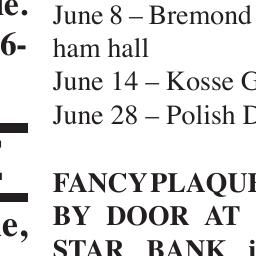 June 8 – Bremond
ham hall
June 14 – Kosse
June 28 – Polish
FANCY PLAQUE
BY DOOR AT
STAR BANK
6-